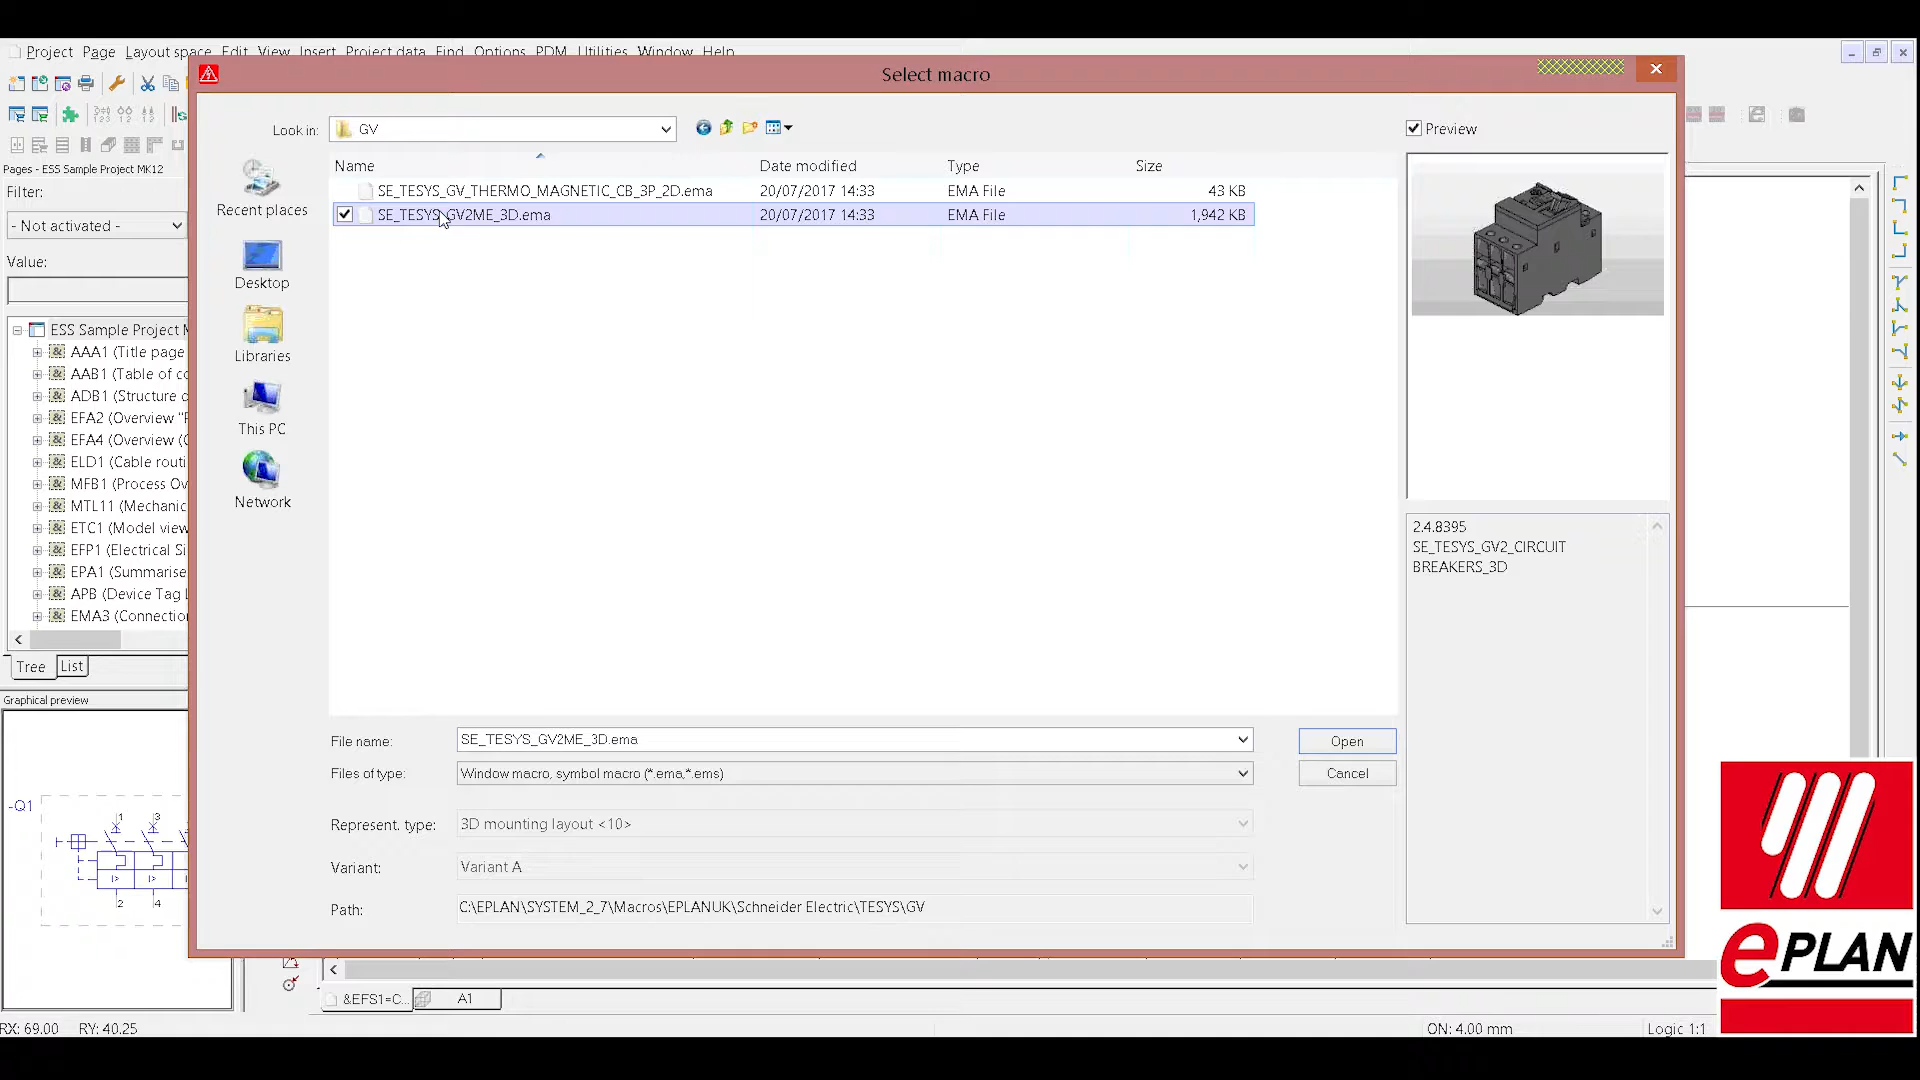 Project Page Layout space Edit View Insert Project data Find Options PDM Utilities Window Help
Select macro
Look in: GV
Preview
Pages - ESS Sample Project MK12
Filter:
- Not activated -
Value:
ESS Sample Project
AAA1 (Title page
AAB1 (Table of co
ADB1 (Structure
EFA2 (Overview "
EFA4 (Overview (
ELD1 (Cable routi
MFB1 (Process Ov
MTL11 (Mechanic
ETC1 (Model view
EFP1 (Electrical Si
EPA1 (Summarise
APB (Device Tag
EMA3 (Connectio
Tree List
Graphical preview
-Q1
1 3
2 4
Recent places
Desktop
Libraries
This PC
Network
Name Date modified Type Size
SE_TESYS_GV_THERMO_MAGNETIC_CB_3P_2D.ema 20/07/2017 14:33 EMA File 43 KB
SE_TESYS_GV2ME_3D.ema 20/07/2017 14:33 EMA File 1,942 KB
2.4.8395
SE_TESYS_GV2_CIRCUIT
BREAKERS_3D
File name: SE_TESYS_GV2ME_3D.ema Open
Files of type: Window macro, symbol macro (*.ema,*.ems) Cancel
Represent. type: 3D mounting layout <10>
Variant: Variant A
Path: C:\EPLAN\SYSTEM_2_7\Macros\EPLANUK\Schneider Electric\TESYS\GV
&EFS1=C... A1
RX: 69.00 RY: 40.25 ON: 4.00 mm Logic 1:1
ePLAN